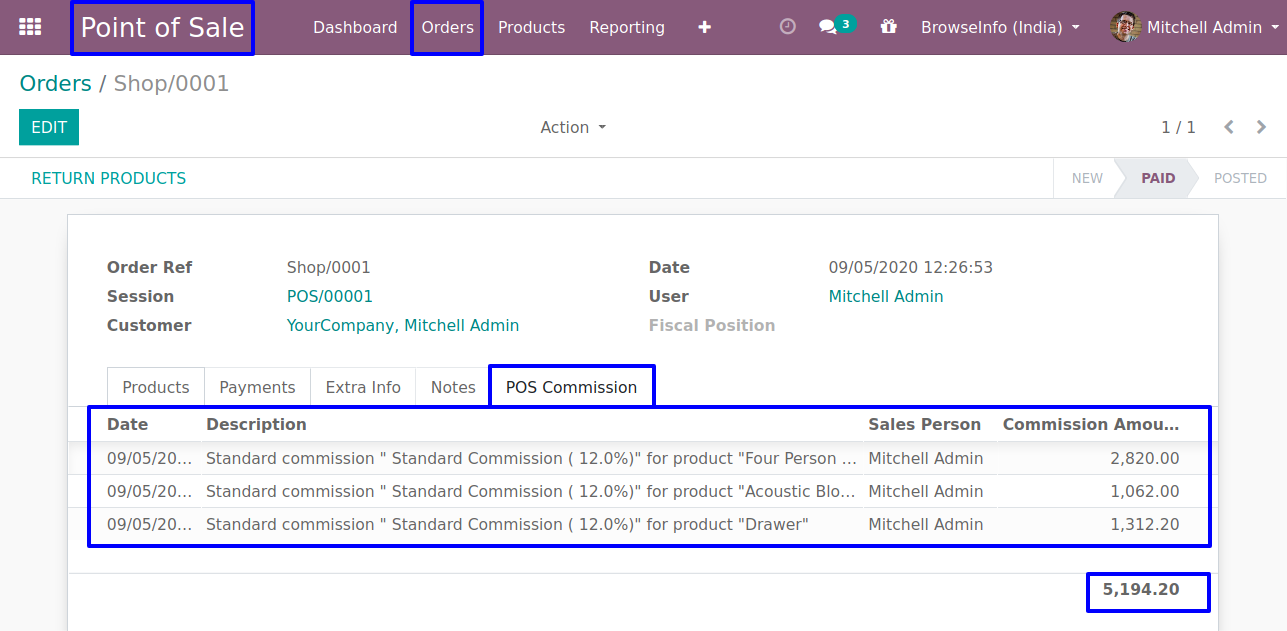 Point of Sale Dashboard Orders Products Reporting + 3 BrowseInfo (India) Mitchell Admin
Orders / Shop/0001
EDIT Action 1 / 1
RETURN PRODUCTS NEW PAID POSTED
Order Ref Shop/0001 Date 09/05/2020 12:26:53
Session POS/00001 User Mitchell Admin
Customer YourCompany, Mitchell Admin Fiscal Position
Products Payments Extra Info Notes POS Commission
Date Description Sales Person Commission Amou...
09/05/20... Standard commission " Standard Commission ( 12.0%)" for product "Four Person ... Mitchell Admin 2,820.00
09/05/20... Standard commission " Standard Commission ( 12.0%)" for product "Acoustic Blo... Mitchell Admin 1,062.00
09/05/20... Standard commission " Standard Commission ( 12.0%)" for product "Drawer" Mitchell Admin 1,312.20
5,194.20